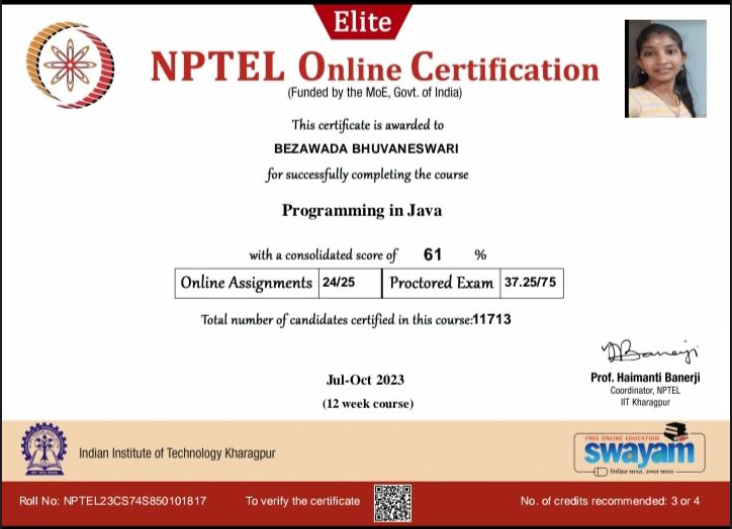 Elite
NPTEL Online Certification
(Funded by the MoE, Govt. of India)
This certificate is awarded to
BEZAWADA BHUVANESWARI
for successfully completing the course
Programming in Java
with a consolidated score of 61 %
Online Assignments 24/25 Proctored Exam 37.25/75
Total number of candidates certified in this course:11713
Jul-Oct 2023
(12 week course)
Prof. Haimanti Banerji
Coordinator, NPTEL
IIT Kharagpur
Indian Institute of Technology Kharagpur
FREE ONLINE EDUCATION
swayam
शिक्षित भारत, उन्नत भारत
Roll No: NPTEL23CS74S850101817 To verify the certificate No. of credits recommended: 3 or 4